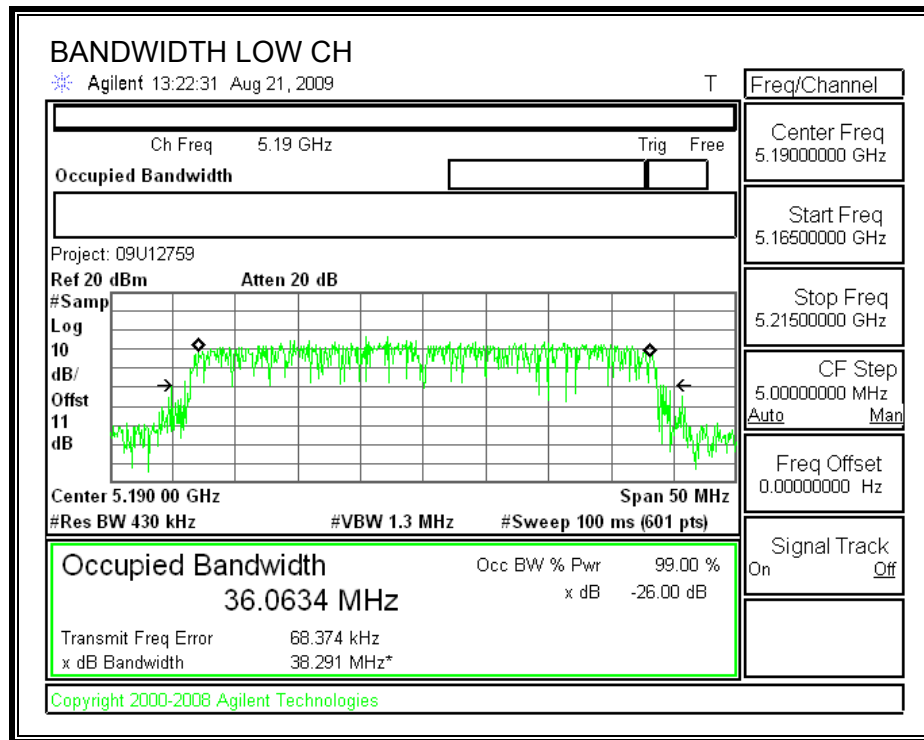 BANDWIDTH LOW CH
Agilent 13:22:31 Aug 21, 2009 T
Freq/Channel
Ch Freq 5.19 GHz Trig Free
Occupied Bandwidth
Center Freq
5.19000000 GHz
Start Freq
5.16500000 GHz
Stop Freq
5.21500000 GHz
CF Step
5.00000000 MHz
Auto Man
Freq Offset
0.00000000 Hz
Signal Track
On Off
Project: 09U12759
Ref 20 dBm Atten 20 dB
#Samp
Log
10
dB/
Offst
11
dB
Center 5.190 00 GHz Span 50 MHz
#Res BW 430 kHz #VBW 1.3 MHz #Sweep 100 ms (601 pts)
Occupied Bandwidth Occ BW % Pwr 99.00 %
36.0634 MHz x dB -26.00 dB
Transmit Freq Error 68.374 kHz
x dB Bandwidth 38.291 MHz*
Copyright 2000-2008 Agilent Technologies